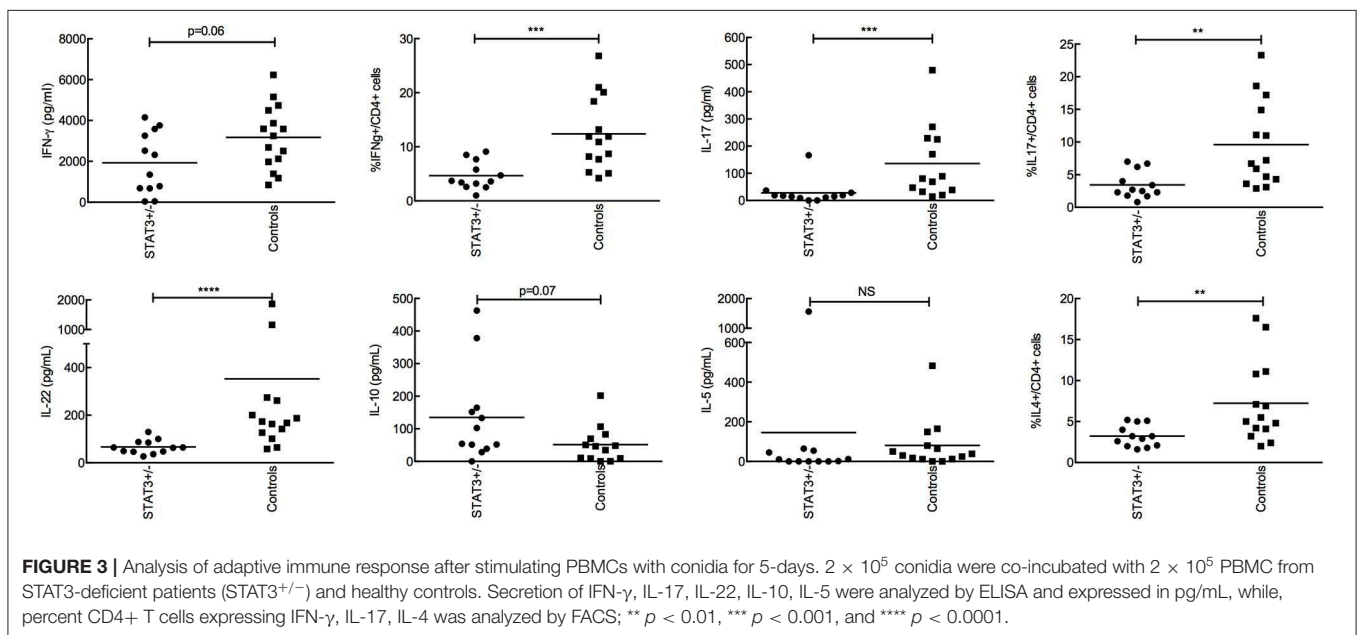 p=0.06
8000
6000
4000
2000
0
IFN-γ (pg/ml)
STAT3+/-
Controls
***
30
20
10
0
%IFNg+/CD4+ cells
STAT3+/-
Controls
***
600
500
400
300
200
100
0
IL-17 (pg/ml)
STAT3+/-
Controls
**
25
20
15
10
5
0
%IL17+/CD4+ cells
STAT3+/-
Controls
****
2000
1000
400
200
0
IL-22 (pg/mL)
STAT3+/-
Controls
p=0.07
500
400
300
200
100
0
IL-10 (pg/mL)
STAT3+/-
Controls
NS
2000
1000
600
400
200
0
IL-5 (pg/mL)
STAT3+/-
Controls
**
20
15
10
5
0
%IL4+/CD4+ cells
STAT3+/-
Controls
FIGURE 3 | Analysis of adaptive immune response after stimulating PBMCs with conidia for 5-days. 2 × 10⁵ conidia were co-incubated with 2 × 10⁵ PBMC from
STAT3-deficient patients (STAT3⁺/⁻) and healthy controls. Secretion of IFN-γ, IL-17, IL-22, IL-10, IL-5 were analyzed by ELISA and expressed in pg/mL, while,
percent CD4+ T cells expressing IFN-γ, IL-17, IL-4 was analyzed by FACS; ** p < 0.01, *** p < 0.001, and **** p < 0.0001.